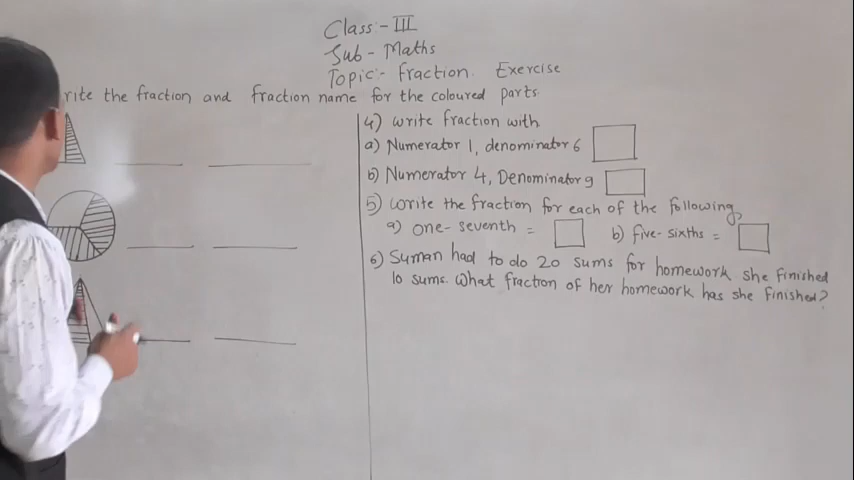 Class:- III
Sub - Maths
Topic:- Fraction. Exercise
rite the fraction and fraction name for the coloured parts.
4) Write fraction with
a) Numerator 1, denominator 6
b) Numerator 4, Denominator 9
5) Write the fraction for each of the following,
a) one- seventh = b) five- sixths =
6) Suman had to do 20 sums for homework she finished
10 sums. What fraction of her homework has she finished?